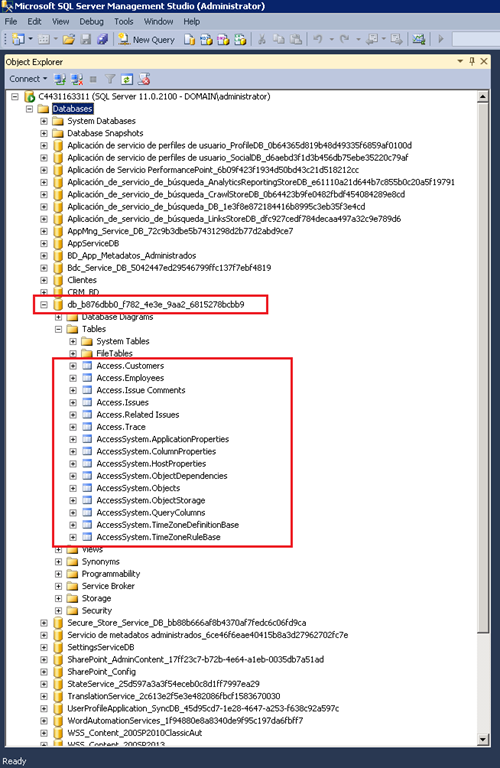 Microsoft SQL Server Management Studio (Administrator)
File Edit View Debug Tools Window Help
New Query
Object Explorer
Connect
C4431163311 (SQL Server 11.0.2100 - DOMAIN\administrator)
Databases
System Databases
Database Snapshots
Aplicación de servicio de perfiles de usuario_ProfileDB_0b64365d819b48d49335f6859af0100d
Aplicación de servicio de perfiles de usuario_SocialDB_d6aebd3f1d3b456db75ebe35220c79af
Aplicación de Servicio PerformancePoint_6b09f423f1934d50bd43c21d518212cc
Aplicación_de_servicio_de_búsqueda_AnalyticsReportingStoreDB_e61110a21d644b7c855b0c20a5f19791
Aplicación_de_servicio_de_búsqueda_CrawlStoreDB_0b64423b9fe0482fbdf454084289e8cd
Aplicación_de_servicio_de_búsqueda_DB_1e3f8e872184416b8995c3eb35f3e4cd
Aplicación_de_servicio_de_búsqueda_LinksStoreDB_dfc927cedf784decaa497a32c9e789d6
AppMng_Service_DB_72c9b3dbe5b7431298d2b77d2abd9ce7
AppServiceDB
BD_App_Metadatos_Administrados
Bdc_Service_DB_5042447ed29546799ffc137f7ebf4819
Clientes
CRM_BD
db_b876dbb0_f782_4e3e_9aa2_6815278bcbb9
Database Diagrams
Tables
System Tables
FileTables
Access.Customers
Access.Employees
Access.Issue Comments
Access.Issues
Access.Related Issues
Access.Trace
AccessSystem.ApplicationProperties
AccessSystem.ColumnProperties
AccessSystem.HostProperties
AccessSystem.ObjectDependencies
AccessSystem.Objects
AccessSystem.ObjectStorage
AccessSystem.QueryColumns
AccessSystem.TimeZoneDefinitionBase
AccessSystem.TimeZoneRuleBase
Views
Synonyms
Programmability
Service Broker
Storage
Security
Secure_Store_Service_DB_bb88b666af8b4370af7fedc6c06fd9ca
Servicio de metadatos administrados_6ce46f6eae40415b8a3d27962702fc7e
SettingsServiceDB
SharePoint_AdminContent_17ff23c7-b72b-4e64-a1eb-0035db7a51ad
SharePoint_Config
StateService_25d597a3a3f54eceb0c8d1ff7997ea29
TranslationService_2c613e2f5e3e482086fbcf1583670030
UserProfileApplication_SyncDB_45d95cd7-1e28-4647-a253-f638c92a597c
WordAutomationServices_1f94880e8a8340de9f95c197da6fbff7
WSS_Content_200SP2010ClassicAut
WSS_Content_200SP2013
Ready